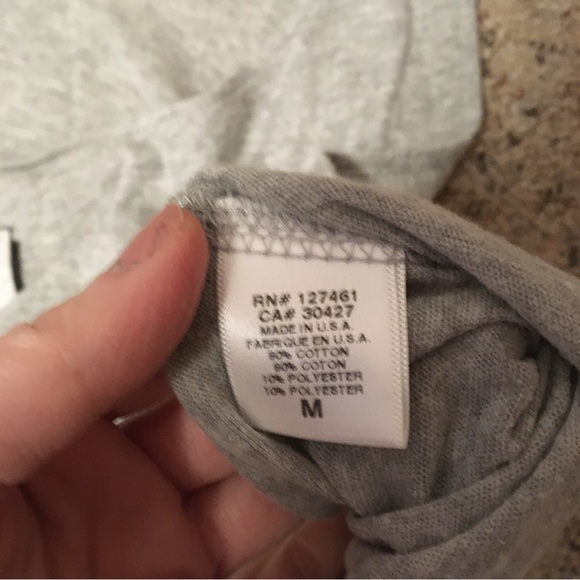 RN# 127461
CA# 30427
MADE IN U.S.A.
FABRIQUE EN U.S.A.
90% COTTON
90% COTON
10% POLYESTER
10% POLYESTER
M